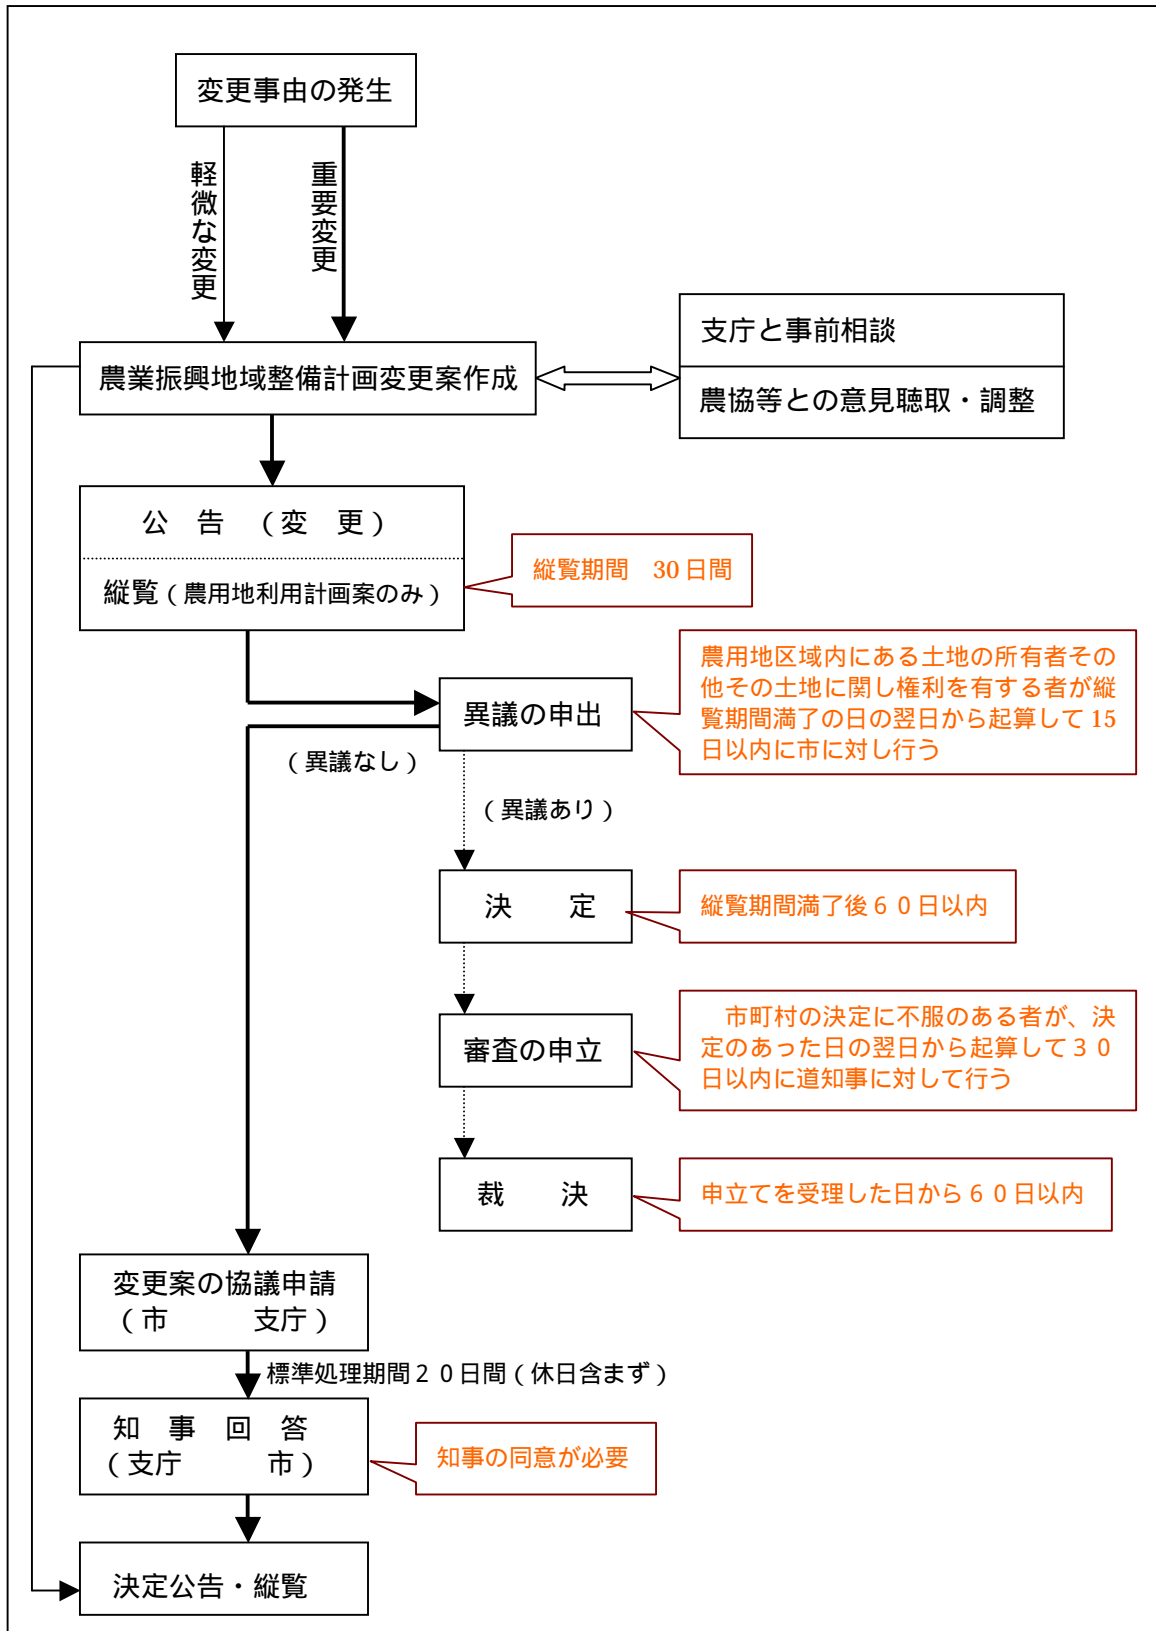 変更事由の発生
軽微な変更
重要変更
支庁と事前相談
農業振興地域整備計画変更案作成
農協等との意見聴取・調整
公　告　（変　更）
縦覧（農用地利用計画案のみ）
縦覧期間　30日間
農用地区域内にある土地の所有者その
他その土地に関し権利を有する者が縦
覧期間満了の日の翌日から起算して15
日以内に市に対し行う
異議の申出
（異議なし）
（異議あり）
決　　定
縦覧期間満了後６０日以内
市町村の決定に不服のある者が、決
定のあった日の翌日から起算して３０
日以内に道知事に対して行う
審査の申立
裁　　決
申立てを受理した日から６０日以内
変更案の協議申請
（市　　　支庁）
標準処理期間２０日間（休日含まず）
知　事　回　答
（支庁　　　市）
知事の同意が必要
決定公告・縦覧